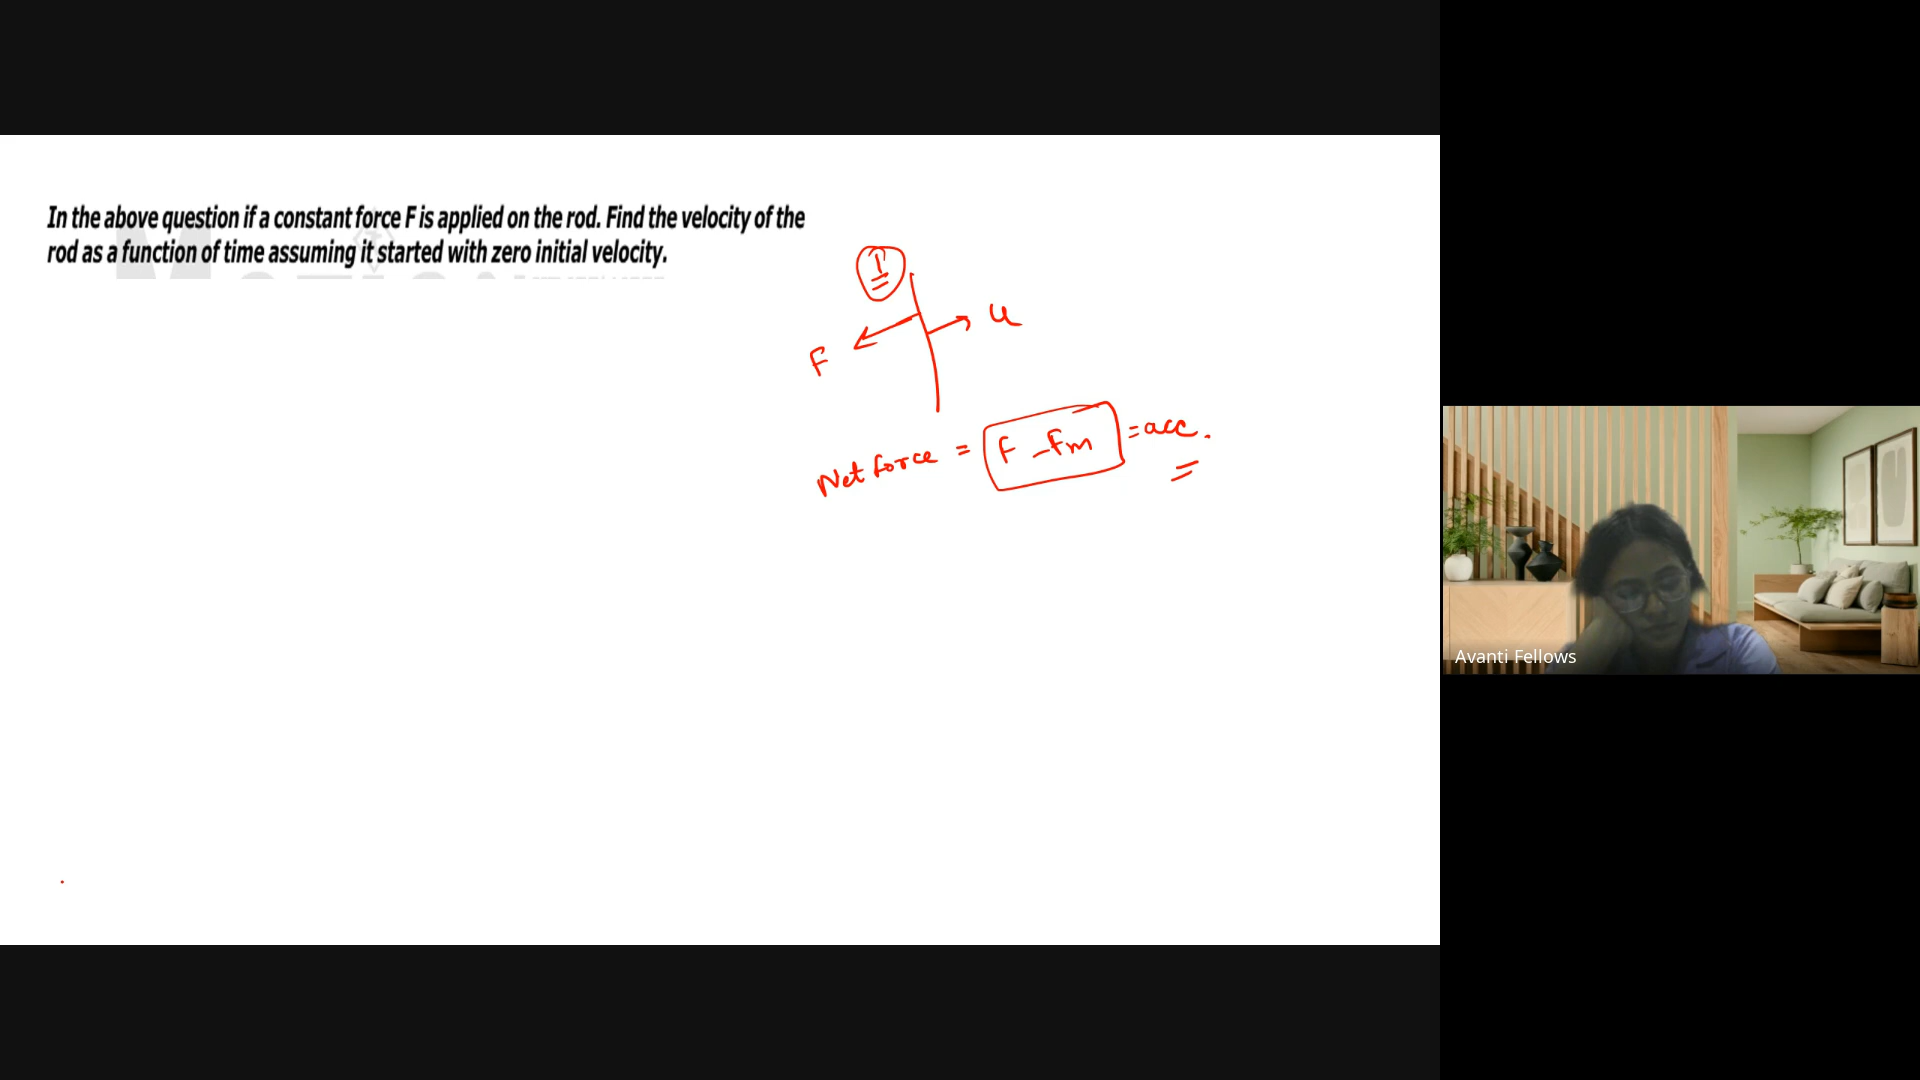 In the above question if a constant force F is applied on the rod. Find the velocity of the
rod as a function of time assuming it started with zero initial velocity.
I
u
F
Net force = F - Fm = acc.
Avanti Fellows